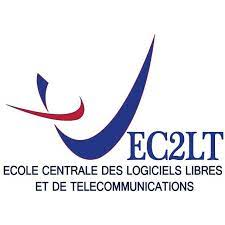 EC2LT
ECOLE CENTRALE DES LOGICIELS LIBRES
ET DE TELECOMMUNICATIONS